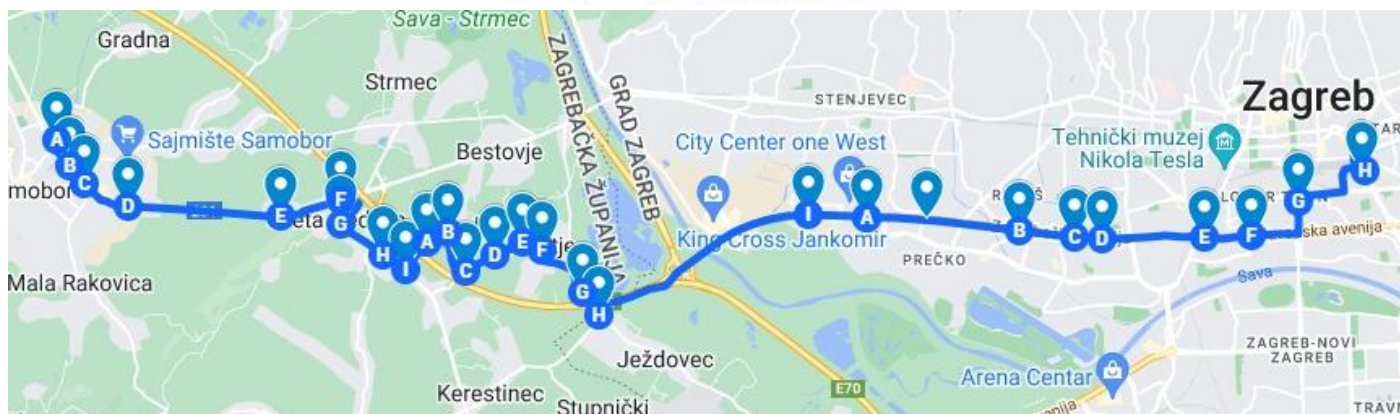 Sava - Strmec
Gradna
Strmec
ZAGREBAČKA ŽUPANIJA
GRAD ZAGREB
STENJEVEC
Zagreb
Sajmište Samobor
City Center one West
Tehnički muzej
Nikola Tesla
Bestovje
A
B
C
D
E
F
G
H
I
A
B
C
D
E
F
G
H
I
A
B
C
D
E
F
G
H
King Cross Jankomir
PREČKO
Sava
Mala Rakovica
Ježdovec
ZAGREB-NOVI
ZAGREB
Arena Centar
E70
Kerestinec
Stupnički